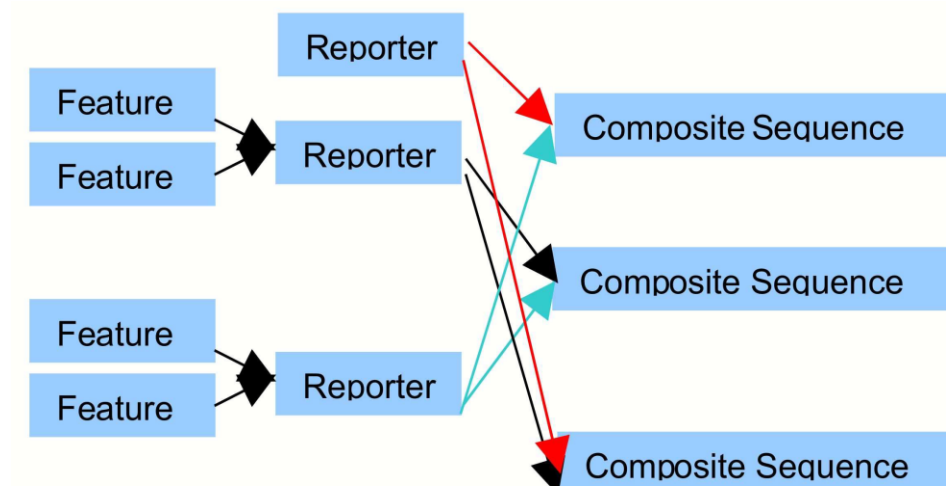 Reporter
Feature
Composite Sequence
Reporter
Feature
Composite Sequence
Feature
Reporter
Feature
Composite Sequence